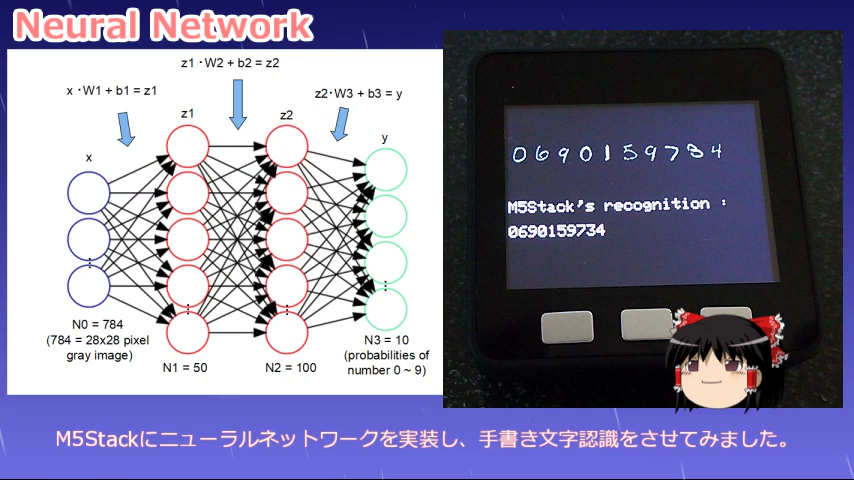 Neural Network
z1・W2 + b2 = z2
x・W1 + b1 = z1
z2・W3 + b3 = y
x
z1
z2
y
N0 = 784
(784 = 28x28 pixel
gray image)
N1 = 50
N2 = 100
N3 = 10
(probabilities of
number 0 ~ 9)
0690159734
M5Stack's recognition :
0690159734
M5Stackにニューラルネットワークを実装し、手書き文字認識をさせてみました。